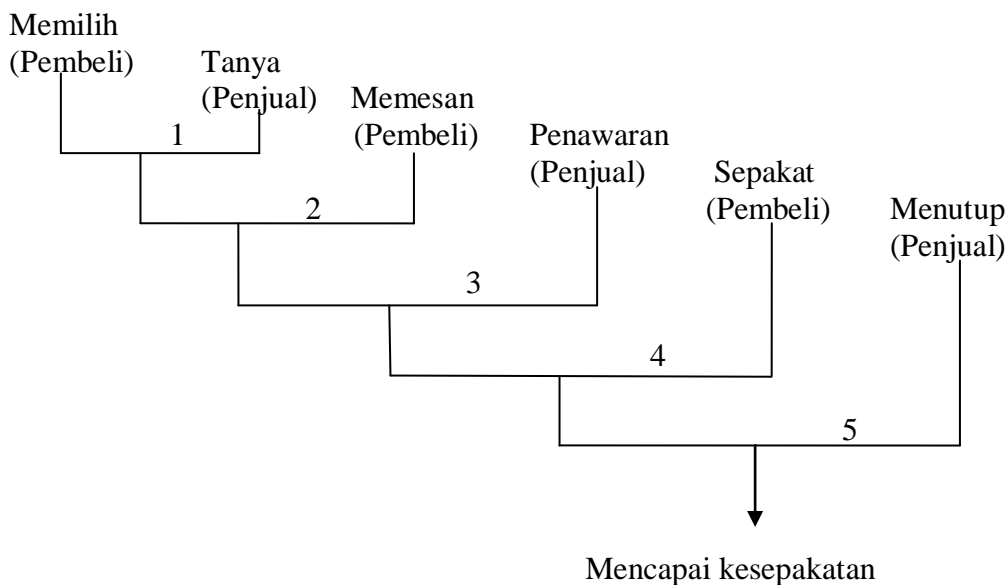 Memilih
(Pembeli)
Tanya
(Penjual)
Memesan
(Pembeli)
Penawaran
(Penjual)
Sepakat
(Pembeli)
Menutup
(Penjual)
1
2
3
4
5
Mencapai kesepakatan